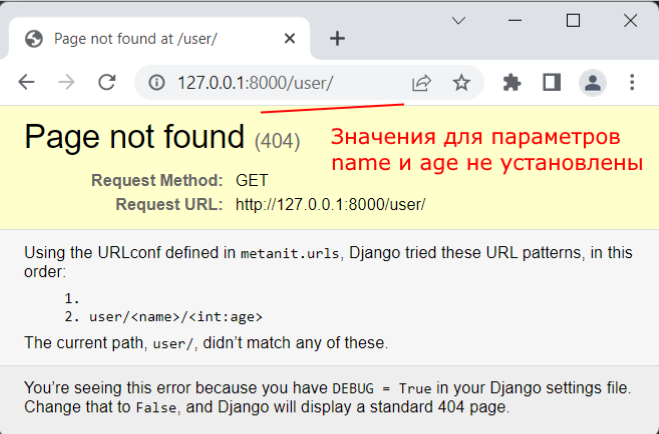 Page not found at /user/
127.0.0.1:8000/user/
Page not found (404)
Значения для параметров
name и age не установлены
Request Method: GET
Request URL: http://127.0.0.1:8000/user/
Using the URLconf defined in metanit.urls, Django tried these URL patterns, in this
order:
1.
2. user/<name>/<int:age>
The current path, user/, didn’t match any of these.
You’re seeing this error because you have DEBUG = True in your Django settings file.
Change that to False, and Django will display a standard 404 page.